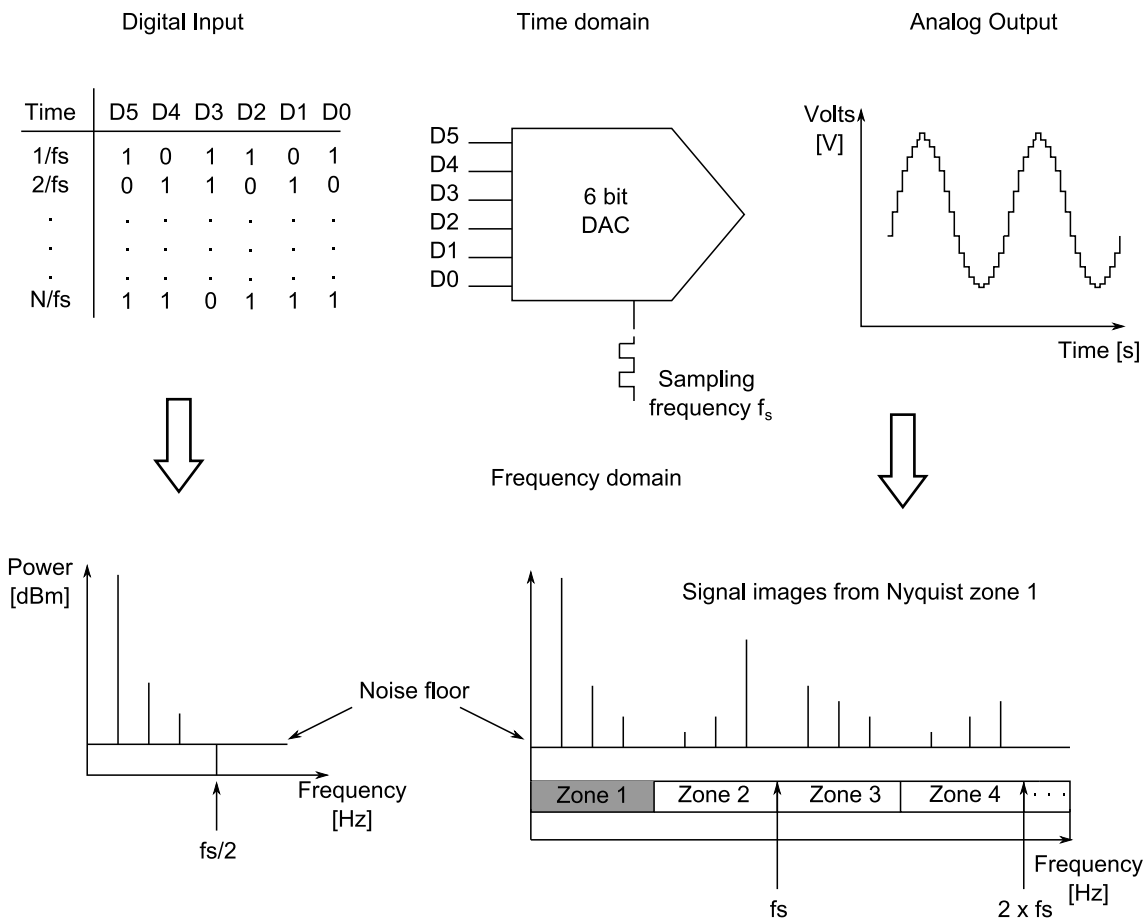 Digital Input
Time domain
Analog Output
Time D5 D4 D3 D2 D1 D0
1/fs 1 0 1 1 0 1
2/fs 0 1 1 0 1 0
. . . . . . .
. . . . . . .
. . . . . . .
N/fs 1 1 0 1 1 1
D5
D4
D3
D2
D1
D0
6 bit
DAC
Sampling
frequency fs
Volts
[V]
Time [s]
Frequency domain
Power
[dBm]
Noise floor
Frequency
[Hz]
fs/2
Signal images from Nyquist zone 1
Zone 1 Zone 2 Zone 3 Zone 4 . . . .
Frequency
[Hz]
fs
2 x fs